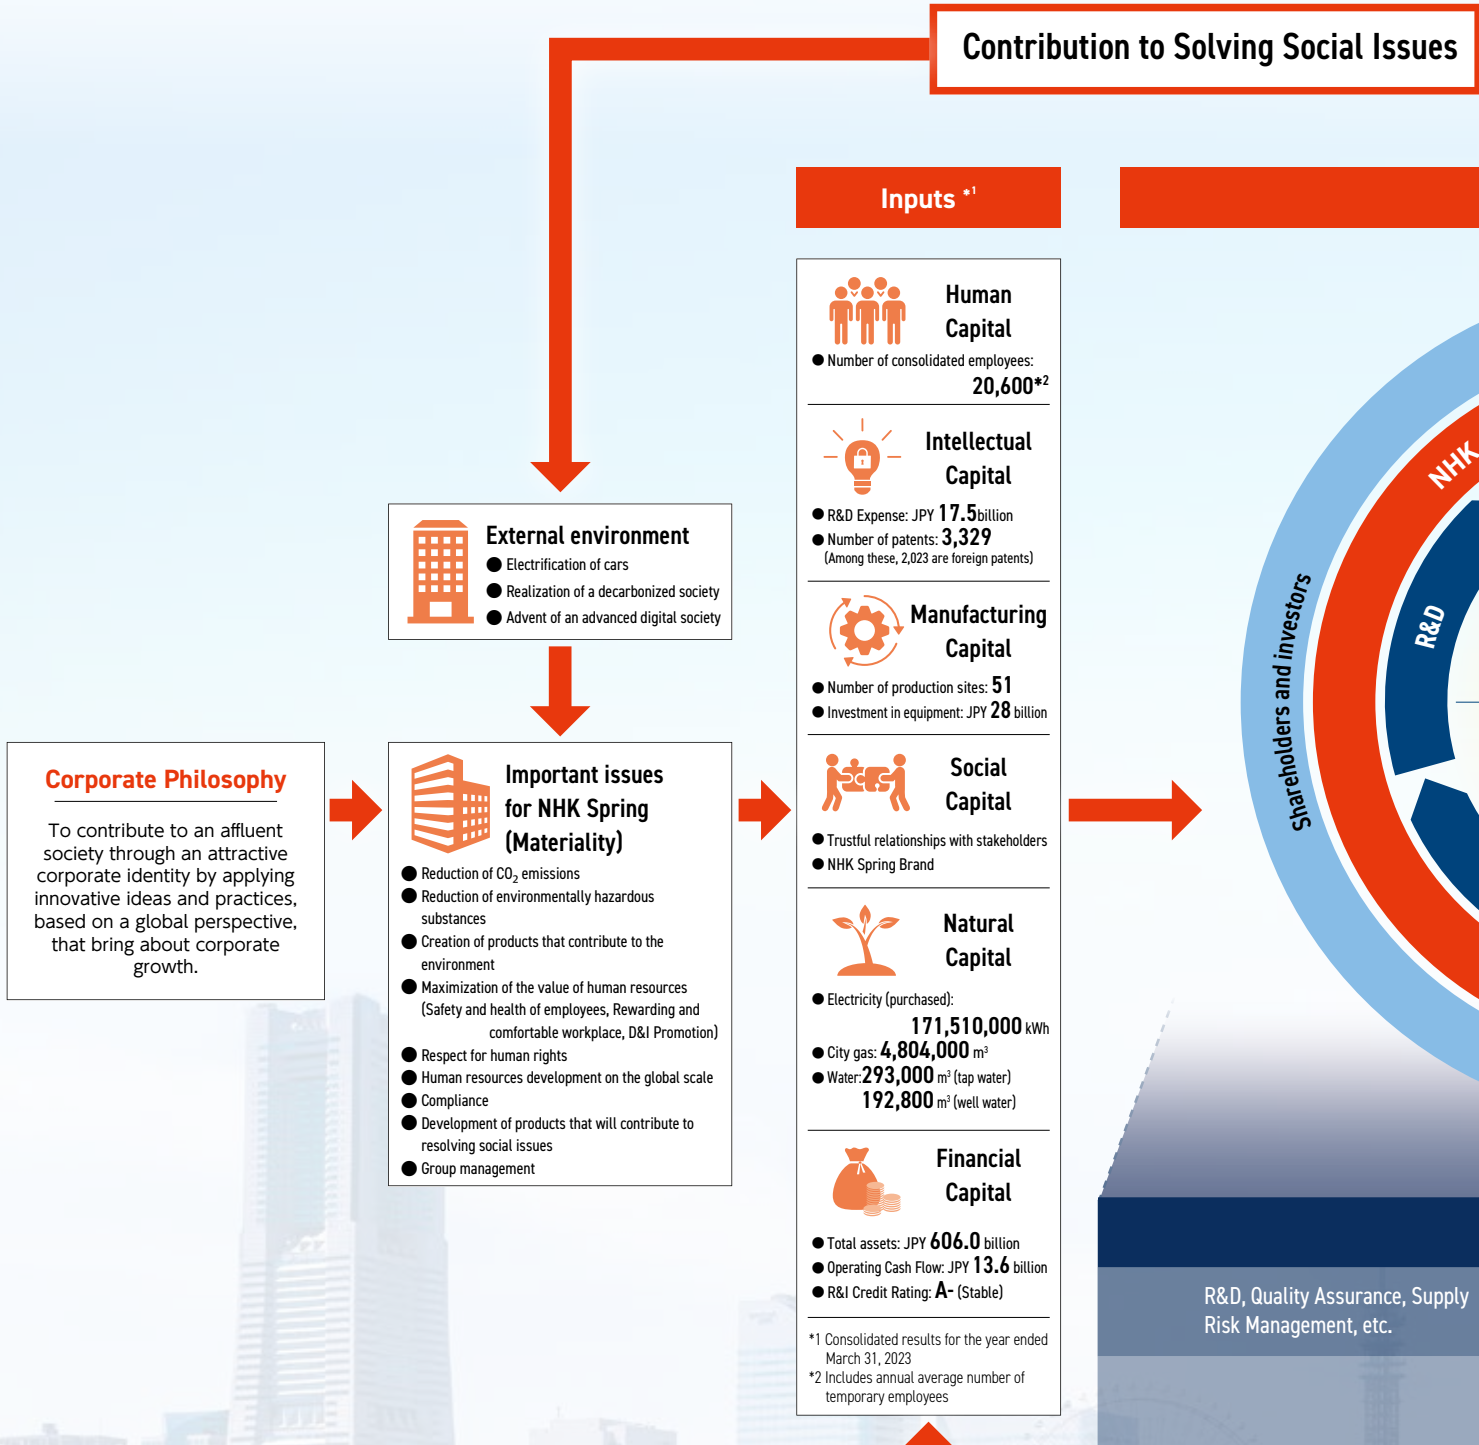 Contribution to Solving Social Issues
Inputs *1
Human
Capital
● Number of consolidated employees:
20,600*2
Intellectual
Capital
● R&D Expense: JPY 17.5billion
● Number of patents: 3,329
(Among these, 2,023 are foreign patents)
Manufacturing
Capital
● Number of production sites: 51
● Investment in equipment: JPY 28 billion
Social
Capital
● Trustful relationships with stakeholders
● NHK Spring Brand
Natural
Capital
● Electricity (purchased):
171,510,000 kWh
● City gas: 4,804,000 m³
● Water:293,000 m³ (tap water)
192,800 m³ (well water)
Financial
Capital
● Total assets: JPY 606.0 billion
● Operating Cash Flow: JPY 13.6 billion
● R&I Credit Rating: A- (Stable)
*1 Consolidated results for the year ended
March 31, 2023
*2 Includes annual average number of
temporary employees
External environment
● Electrification of cars
● Realization of a decarbonized society
● Advent of an advanced digital society
Corporate Philosophy
To contribute to an affluent
society through an attractive
corporate identity by applying
innovative ideas and practices,
based on a global perspective,
that bring about corporate
growth.
Important issues
for NHK Spring
(Materiality)
● Reduction of CO₂ emissions
● Reduction of environmentally hazardous
substances
● Creation of products that contribute to the
environment
● Maximization of the value of human resources
(Safety and health of employees, Rewarding and
comfortable workplace, D&I Promotion)
● Respect for human rights
● Human resources development on the global scale
● Compliance
● Development of products that will contribute to
resolving social issues
● Group management
Shareholders and investors
NHK
R&D
R&D, Quality Assurance, Supply
Risk Management, etc.